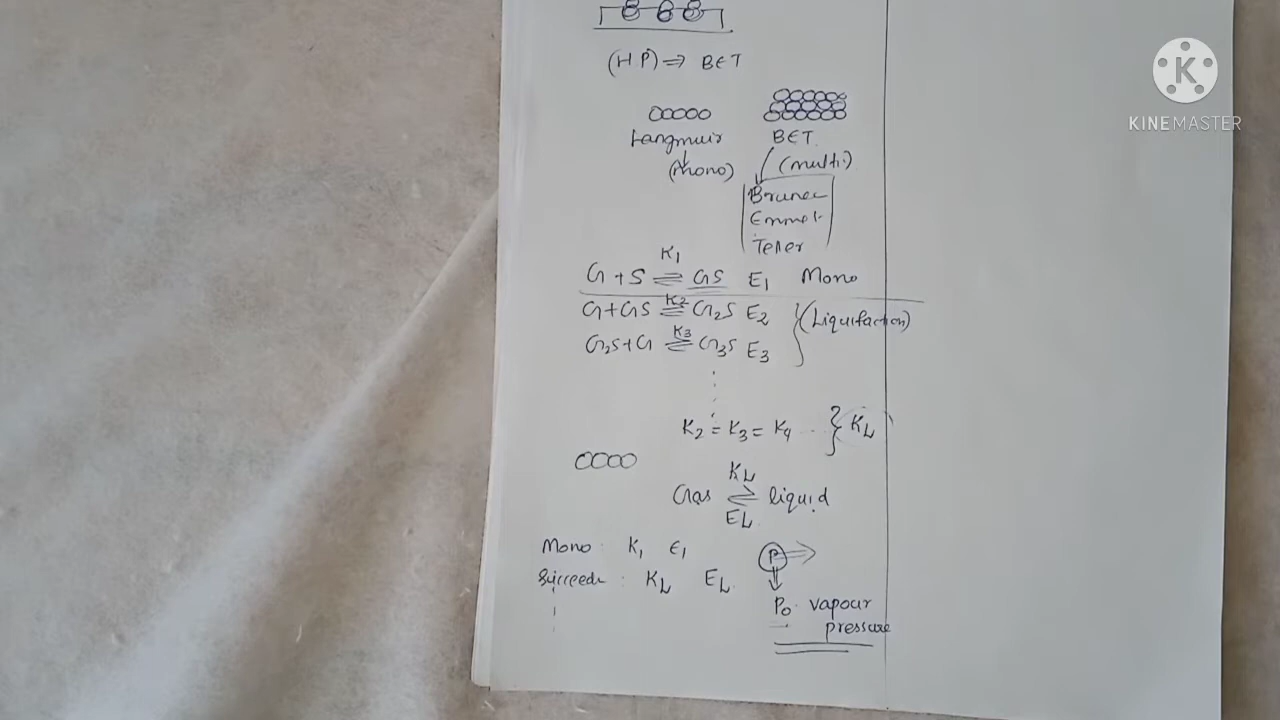 (HP) ⇒ BET
Langmuir BET
(Mono) (multi)
Brunec
Emmet
Teller
G + S ⇌ GS E1 Mono
K1
G + GS ⇌ G2S E2
K2
(Liquifaction)
G2S + G ⇌ G3S E3
K3
K2 = K3 = K4 ... } KL
KL
Gas ⇌ liquid
EL
Mono: K1 E1 P ⇒
Succeede: KL EL
P0. vapour
pressure
K
KINEMASTER